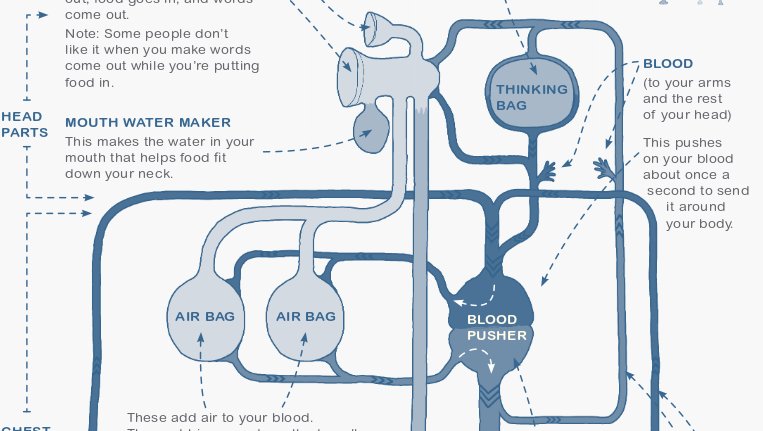 out, food goes in, and words
come out.
Note: Some people don't
like it when you make words
come out while you're putting
food in.
HEAD
PARTS
MOUTH WATER MAKER
This makes the water in your
mouth that helps food fit
down your neck.
THINKING
BAG
BLOOD
(to your arms
and the rest
of your head)
This pushes
on your blood
about once a
second to send
it around
your body.
AIR BAG
AIR BAG
BLOOD
PUSHER
These add air to your blood.
CHEST